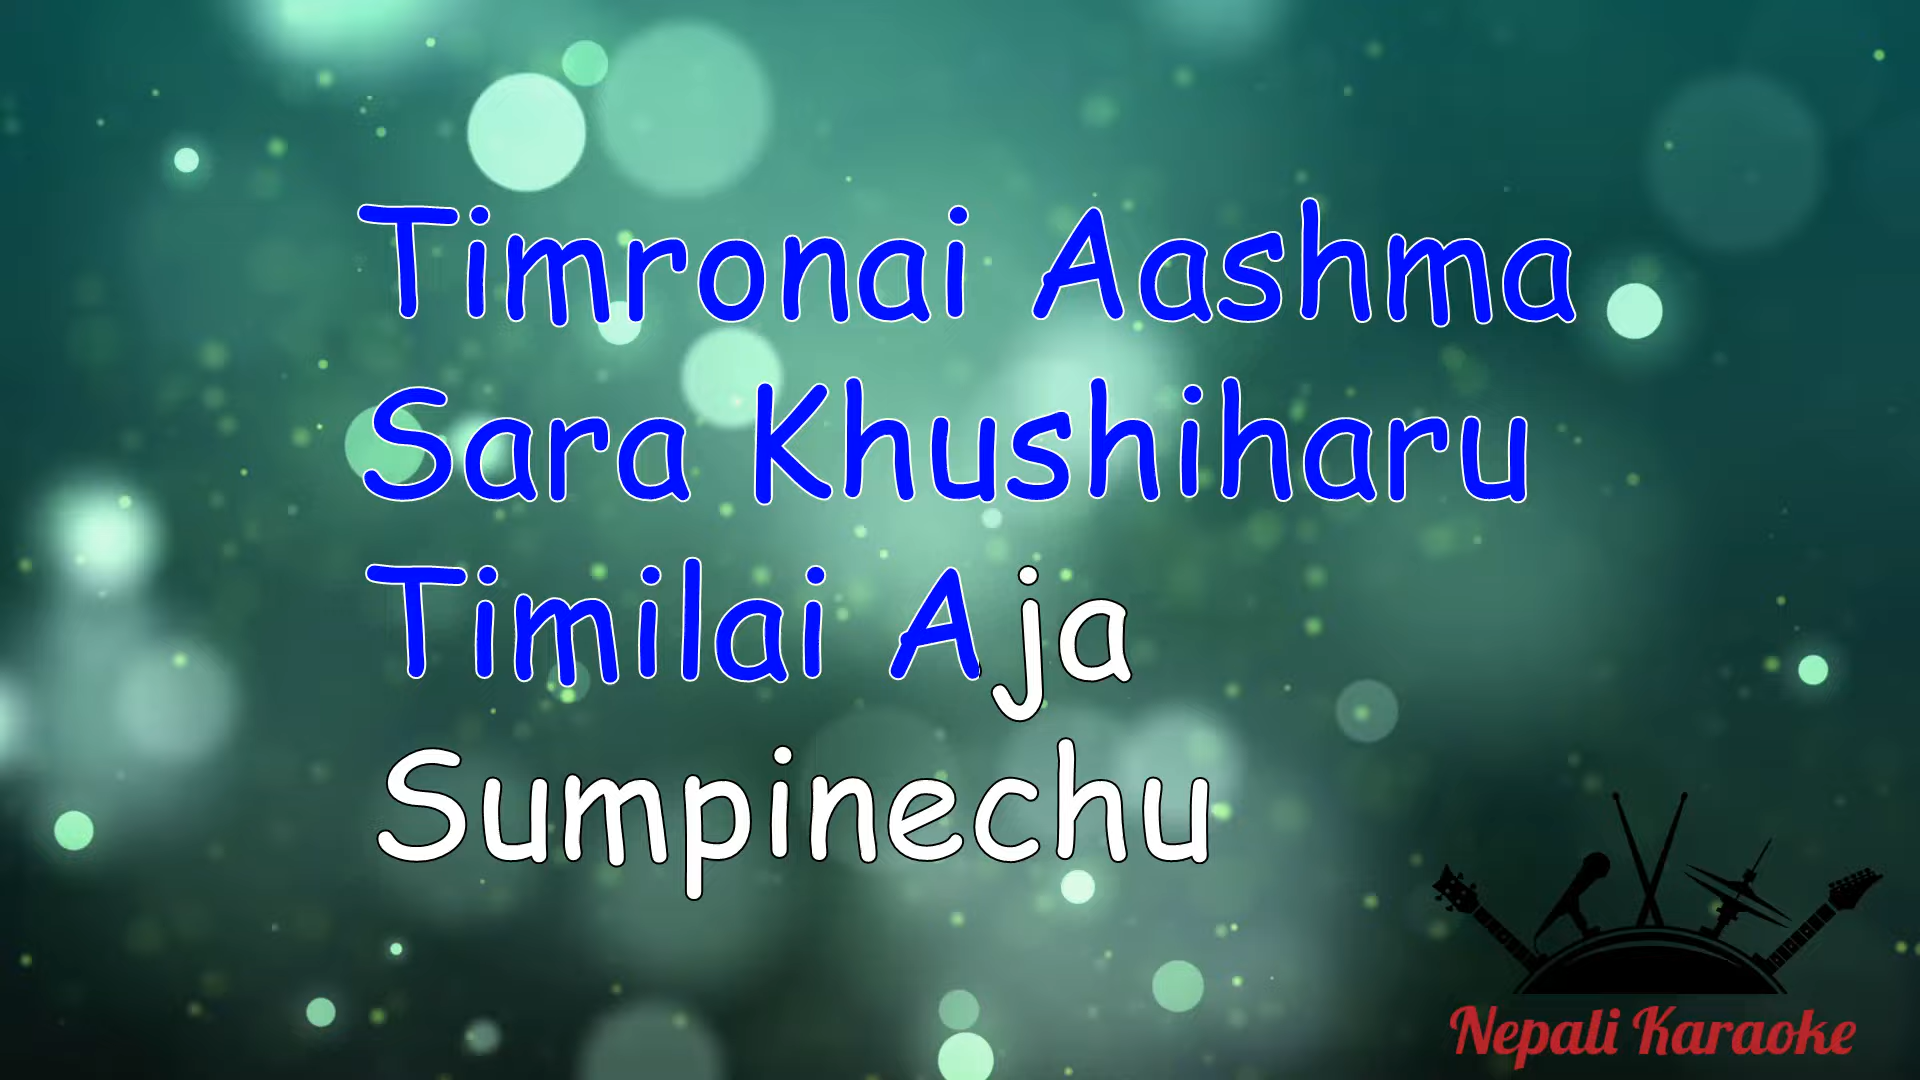 Timronai Aashma
Sara Khushiharu
Timilai Aja
Sumpinechu
Nepali Karaoke